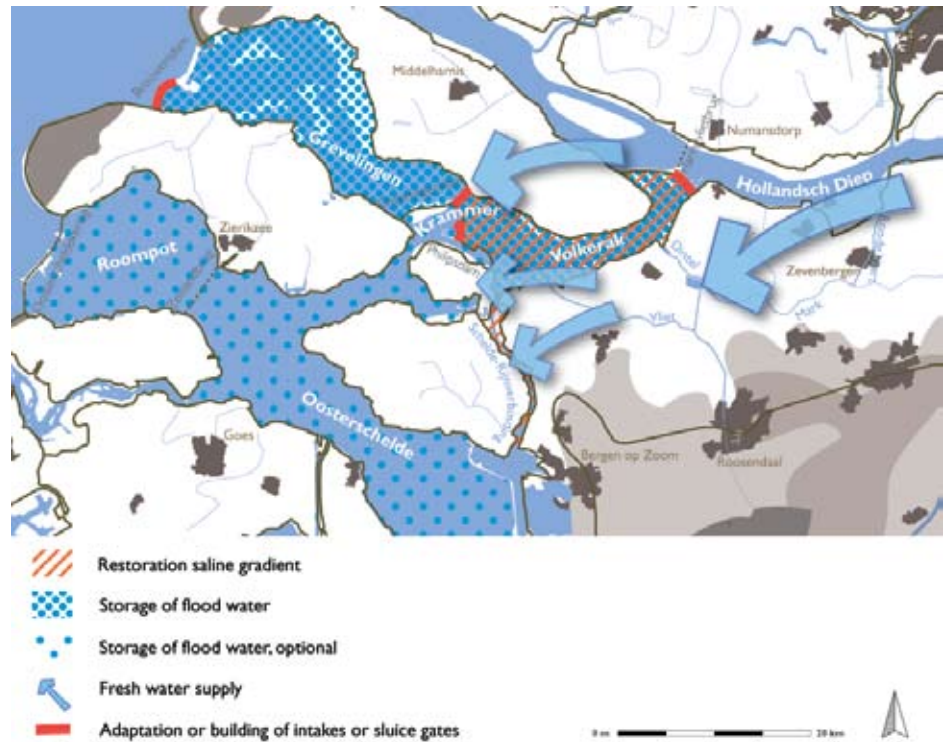 Middelharnis
Numansdorp
Grevelingen
Hollandsch Diep
Krammer
Zierikzee
Roompot
Volkerak
Dintel
Zevenbergen
Philipsdam
Mark
Vliet
Oosterschelde
Goes
Bergen op Zoom
Roosendaal
Restoration saline gradient
Storage of flood water
Storage of flood water, optional
Fresh water supply
Adaptation or building of intakes or sluice gates
0 m
20 km